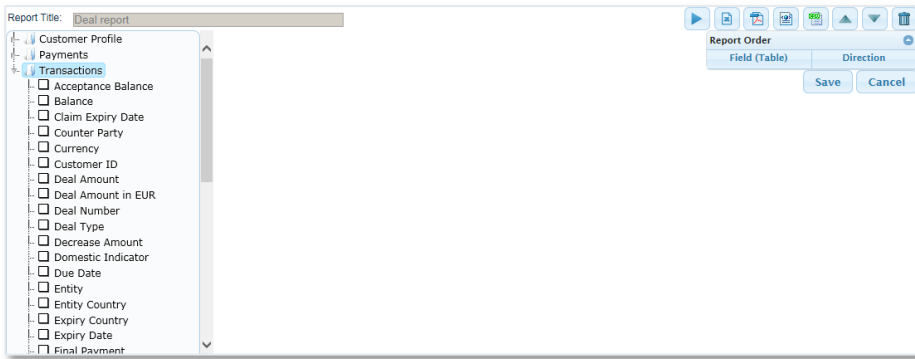 Report Title: Deal report
Customer Profile
Payments
Transactions
Acceptance Balance
Balance
Claim Expiry Date
Counter Party
Currency
Customer ID
Deal Amount
Deal Amount in EUR
Deal Number
Deal Type
Decrease Amount
Domestic Indicator
Due Date
Entity
Entity Country
Expiry Country
Expiry Date
Final Payment
Report Order
Field (Table) Direction
Save Cancel